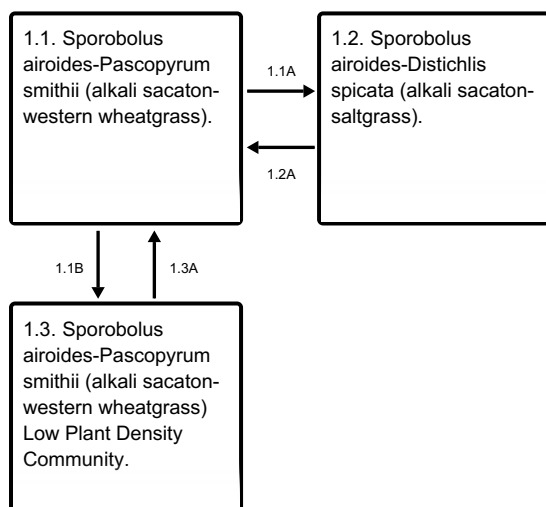 1.1. Sporobolus
airoides-Pascopyrum
smithii (alkali sacaton-
western wheatgrass).
1.1A
1.2. Sporobolus
airoides-Distichlis
spicata (alkali sacaton-
saltgrass).
1.2A
1.1B
1.3A
1.3. Sporobolus
airoides-Pascopyrum
smithii (alkali sacaton-
western wheatgrass)
Low Plant Density
Community.